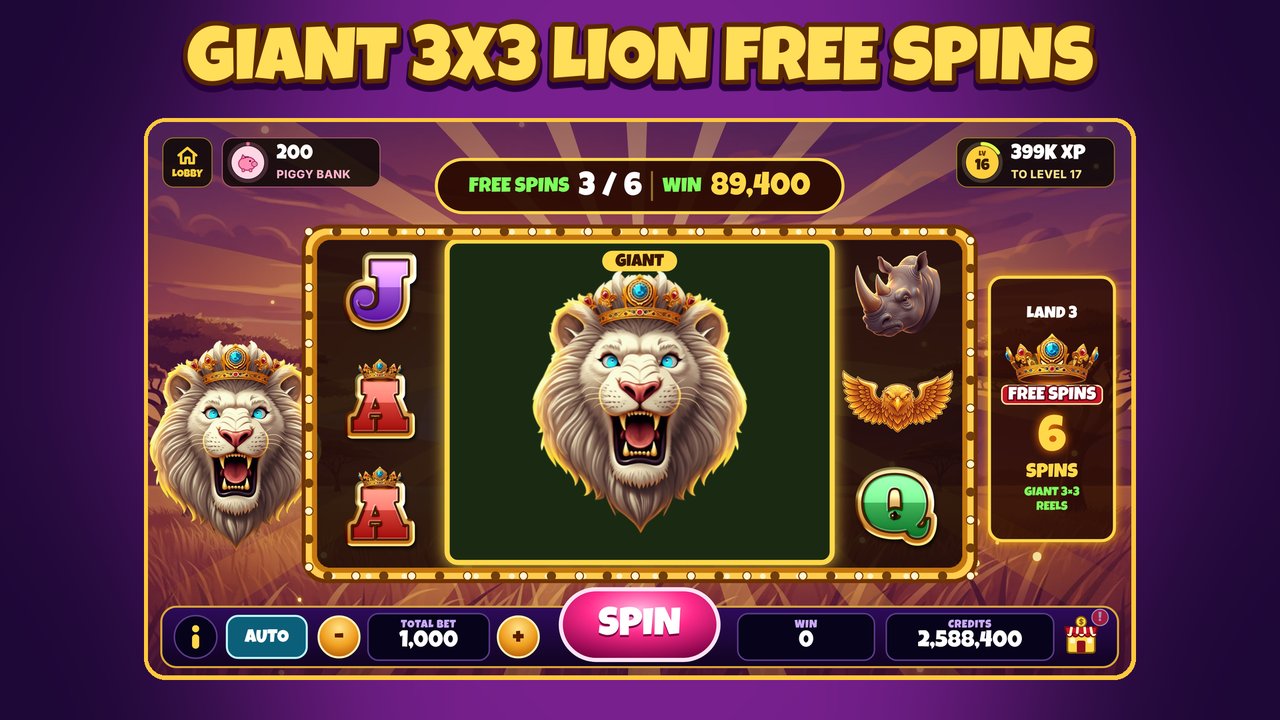 GIANT 3X3 LION FREE SPINS
LOBBY
200
PIGGY BANK
FREE SPINS 3 / 6 WIN 89,400
LV
16
399K XP
TO LEVEL 17
GIANT
J
A
A
Q
LAND 3
FREE SPINS
6
SPINS
GIANT 3×3
REELS
i
AUTO
-
TOTAL BET
1,000
+
SPIN
WIN
0
CREDITS
2,588,400
$
!